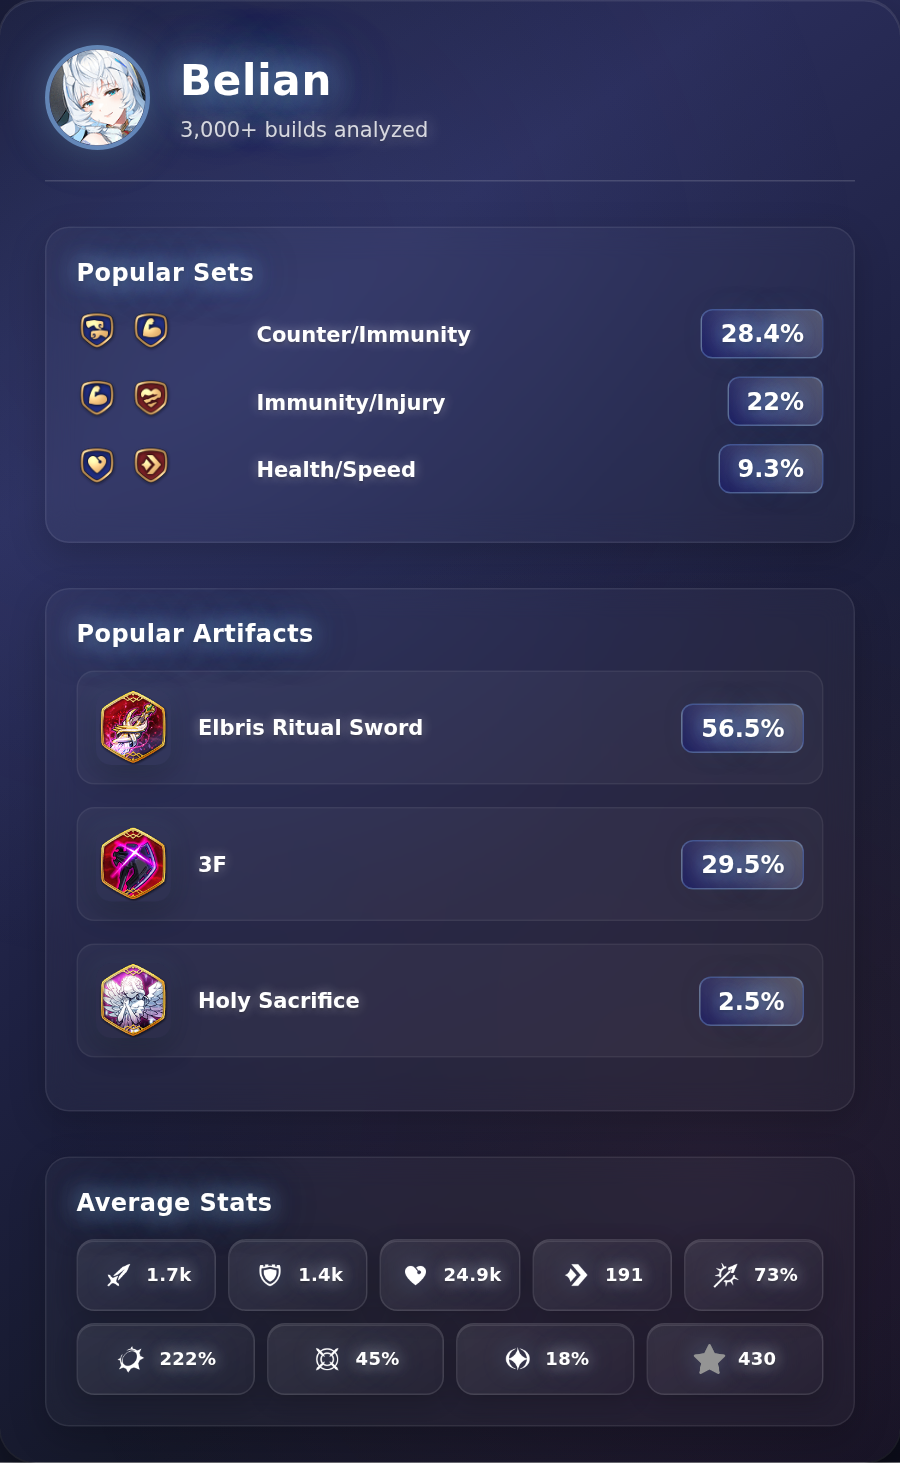 Belian
3,000+ builds analyzed
Popular Sets
Counter/Immunity 28.4%
Immunity/Injury 22%
Health/Speed 9.3%
Popular Artifacts
Elbris Ritual Sword 56.5%
3F 29.5%
Holy Sacrifice 2.5%
Average Stats
1.7k 1.4k 24.9k 191 73%
222% 45% 18% 430